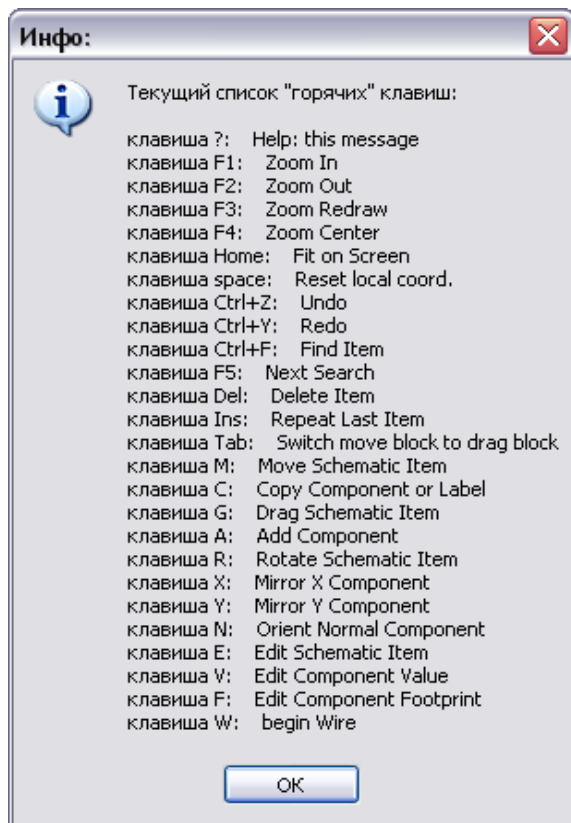 Инфо:
Текущий список "горячих" клавиш:
клавиша ?: Help: this message
клавиша F1: Zoom In
клавиша F2: Zoom Out
клавиша F3: Zoom Redraw
клавиша F4: Zoom Center
клавиша Home: Fit on Screen
клавиша space: Reset local coord.
клавиша Ctrl+Z: Undo
клавиша Ctrl+Y: Redo
клавиша Ctrl+F: Find Item
клавиша F5: Next Search
клавиша Del: Delete Item
клавиша Ins: Repeat Last Item
клавиша Tab: Switch move block to drag block
клавиша M: Move Schematic Item
клавиша C: Copy Component or Label
клавиша G: Drag Schematic Item
клавиша A: Add Component
клавиша R: Rotate Schematic Item
клавиша X: Mirror X Component
клавиша Y: Mirror Y Component
клавиша N: Orient Normal Component
клавиша E: Edit Schematic Item
клавиша V: Edit Component Value
клавиша F: Edit Component Footprint
клавиша W: begin Wire
OK